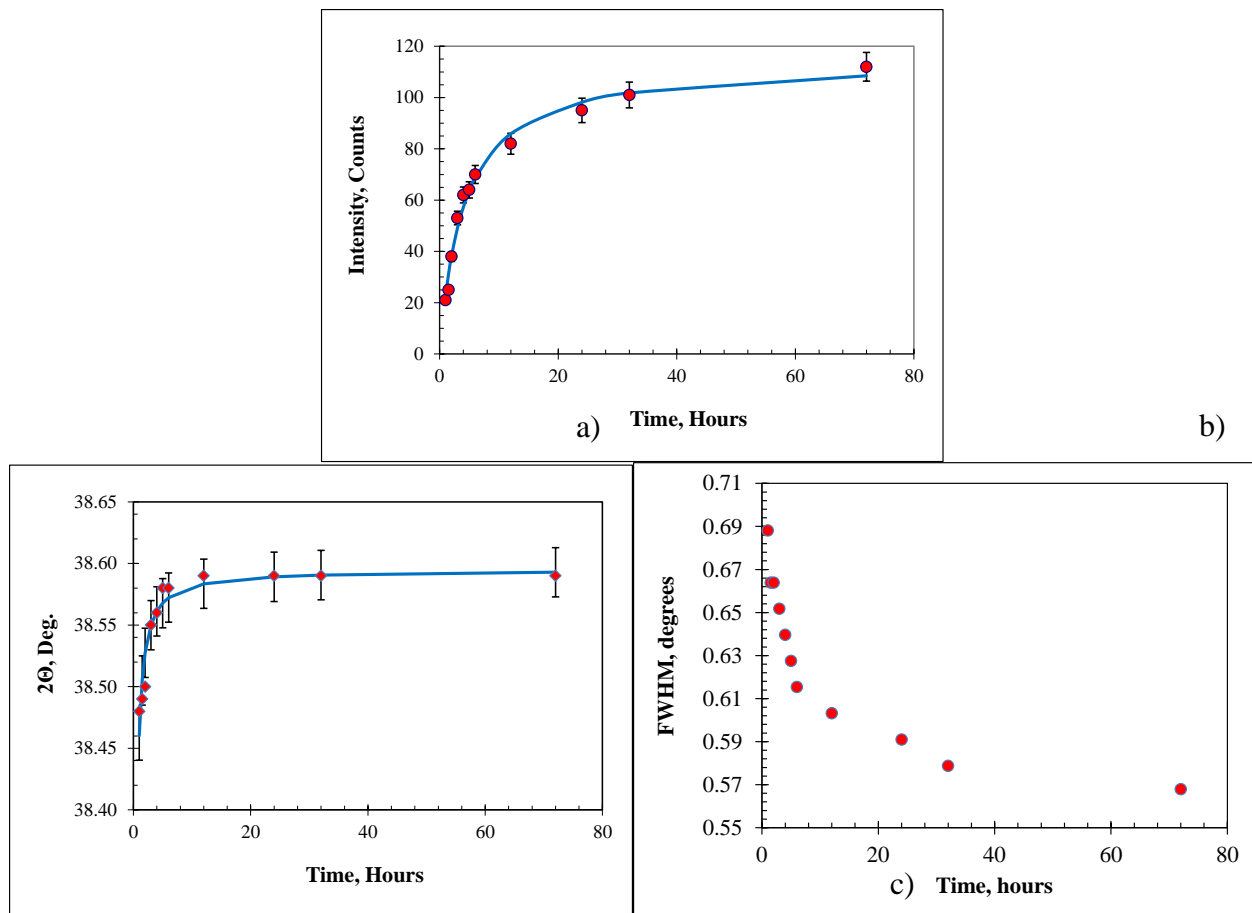 120
100
80
60
40
20
0
0 20 40 60 80
Intensity, Counts
Time, Hours
a)
b)
38.65
38.60
38.55
38.50
38.45
38.40
0 20 40 60 80
2Θ, Deg.
Time, Hours
0.71
0.69
0.67
0.65
0.63
0.61
0.59
0.57
0.55
0 20 40 60 80
FWHM, degrees
c)
Time, hours